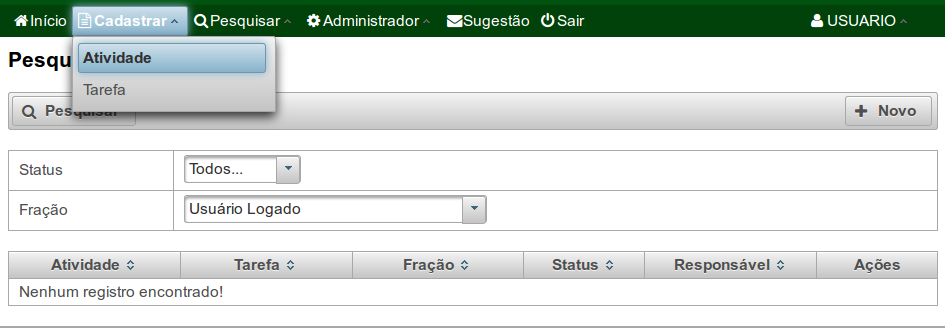 Início Cadastrar Pesquisar Administrador Sugestão Sair USUARIO
Pesqu
Atividade
Tarefa
Pesquisar Novo
Status Todos...
Fração Usuário Logado
Atividade Tarefa Fração Status Responsável Ações
Nenhum registro encontrado!